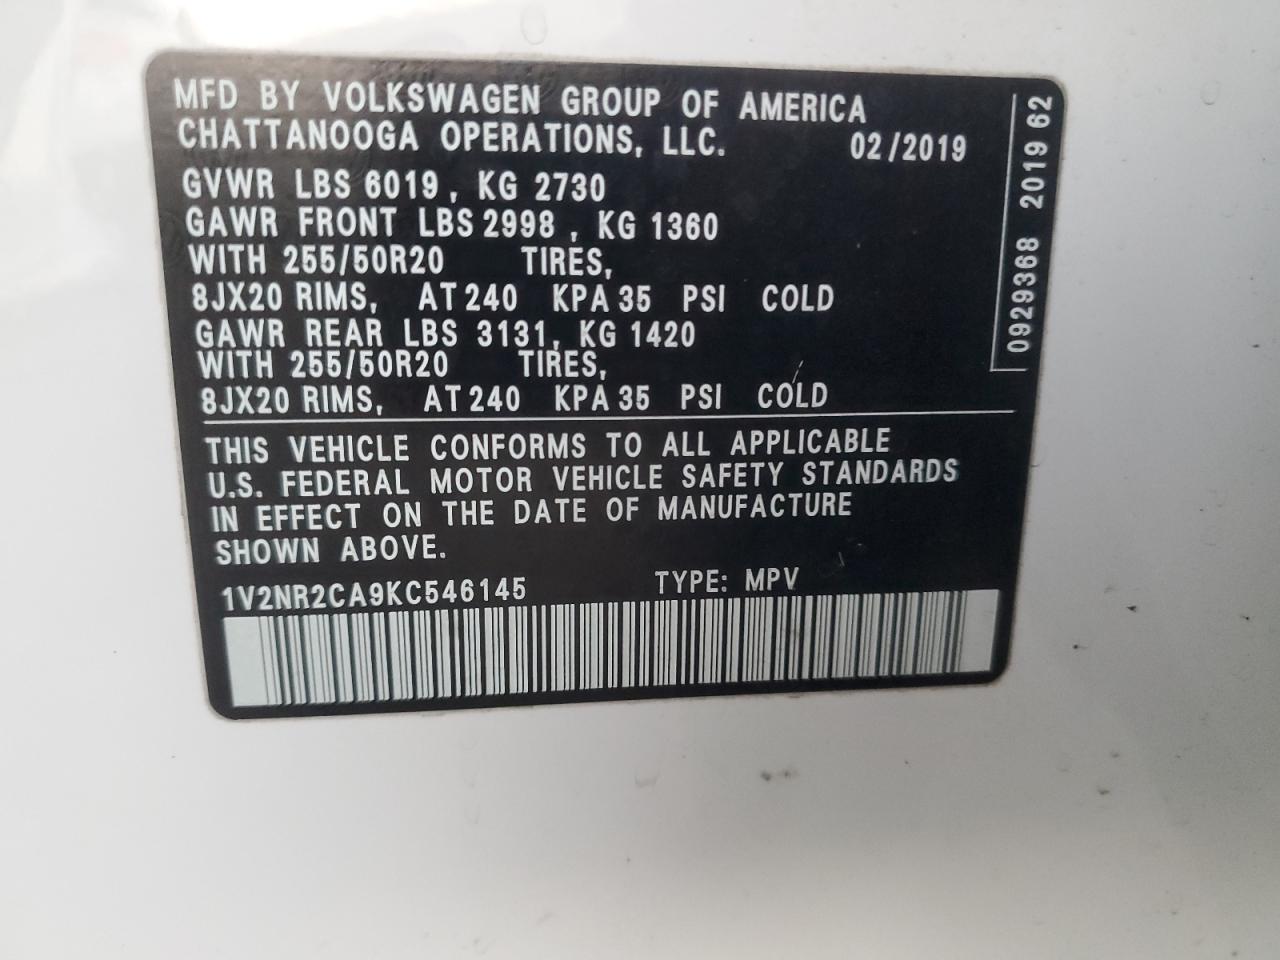 MFD BY VOLKSWAGEN GROUP OF AMERICA
CHATTANOOGA OPERATIONS, LLC. 02/2019
GVWR LBS 6019, KG 2730
GAWR FRONT LBS 2998, KG 1360
WITH 255/50R20 TIRES,
8JX20 RIMS, AT 240 KPA 35 PSI COLD
GAWR REAR LBS 3131, KG 1420
WITH 255/50R20 TIRES,
8JX20 RIMS, AT 240 KPA 35 PSI COLD
THIS VEHICLE CONFORMS TO ALL APPLICABLE
U.S. FEDERAL MOTOR VEHICLE SAFETY STANDARDS
IN EFFECT ON THE DATE OF MANUFACTURE
SHOWN ABOVE.
1V2NR2CA9KC546145 TYPE: MPV
0929368 2019 62